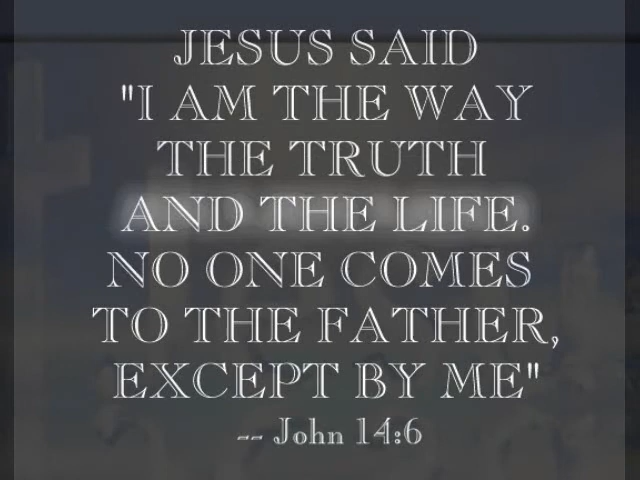 JESUS SAID
"I AM THE WAY
THE TRUTH
AND THE LIFE.
NO ONE COMES
TO THE FATHER,
EXCEPT BY ME"
-- John 14:6